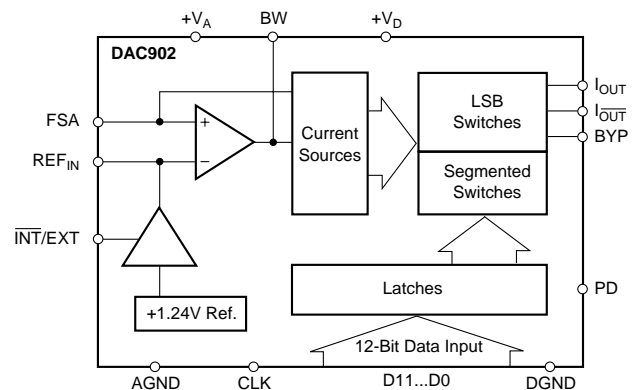 +VA
BW
+VD
DAC902
FSA
REFIN
INT/EXT
+
–
Current
Sources
LSB
Switches
Segmented
Switches
IOUT
IOUT
BYP
+1.24V Ref.
Latches
PD
12-Bit Data Input
AGND
CLK
D11...D0
DGND